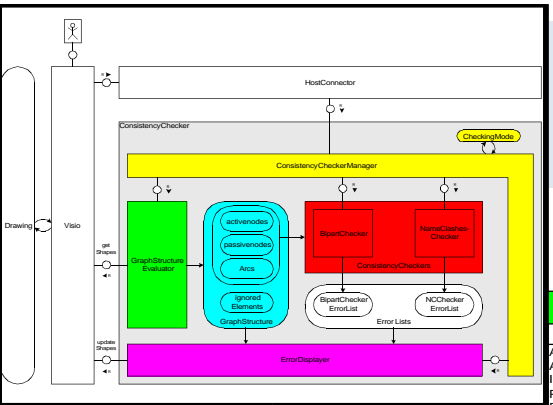 HostConnector
ConsistencyChecker
CheckingMode
ConsistencyCheckerManager
Drawing
Visio
get
Shapes
GraphStructure
Evaluator
activenodes
passivenodes
Arcs
ignored
Elements
GraphStructure
BipartChecker
NameClashes-
Checker
ConsistencyCheckers
BipartChecker
ErrorList
NCChecker
ErrorList
Error Lists
update
Shapes
ErrorDisplayer